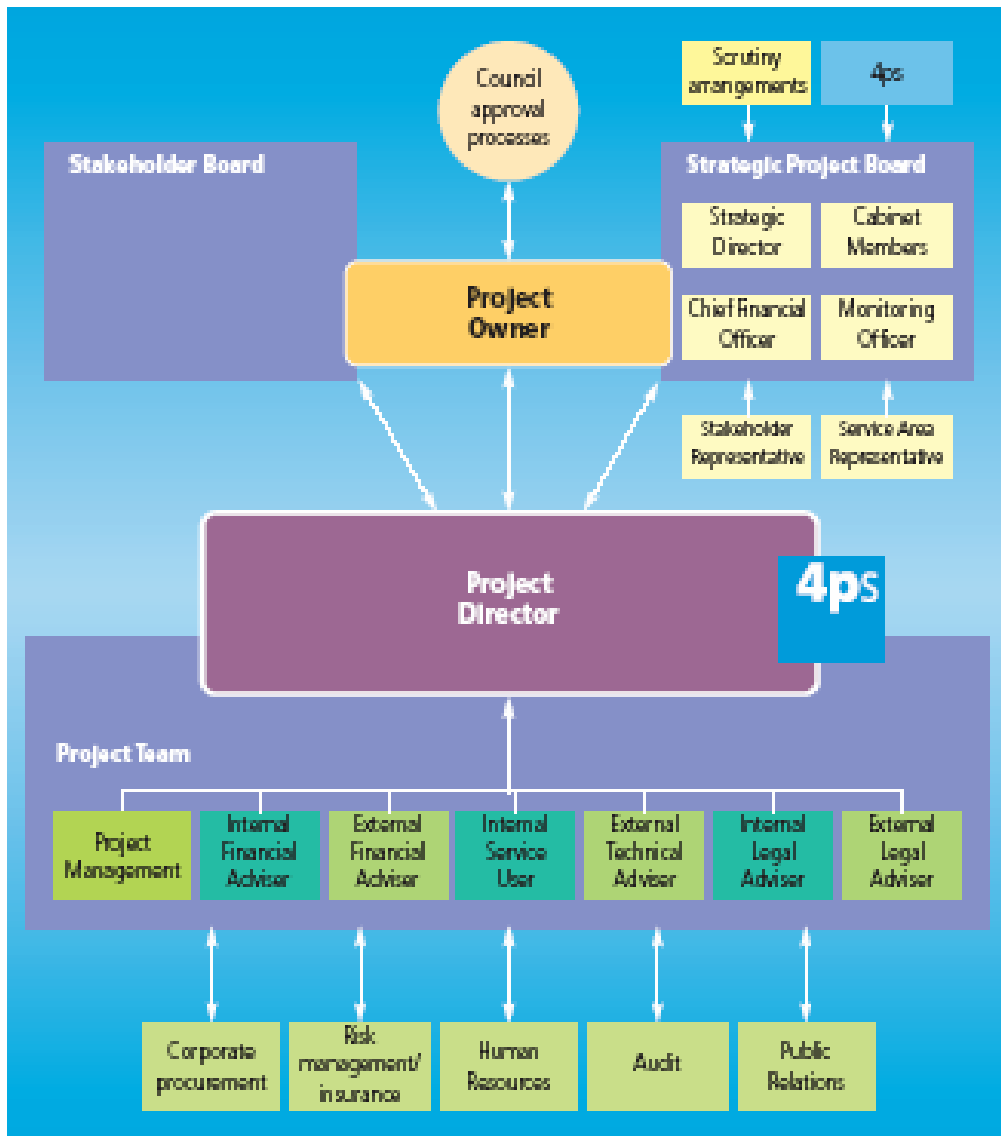 Council
approval
processes
Scrutiny
arrangements
4ps
Stakeholder Board
Strategic Project Board
Strategic
Director
Cabinet
Members
Project
Owner
Chief Financial
Officer
Monitoring
Officer
Stakeholder
Representative
Service Area
Representative
Project
Director
4ps
Project Team
Project
Management
Internal
Financial
Adviser
External
Financial
Adviser
Internal
Service
User
External
Technical
Adviser
Internal
Legal
Adviser
External
Legal
Adviser
Corporate
procurement
Risk
management/
insurance
Human
Resources
Audit
Public
Relations